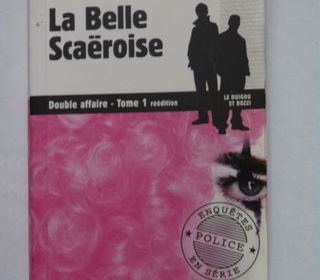 La Belle
Scaëroise
Double affaire - Tome 1 réédition
LE DUIGOU
ET BOZZI
ENQUÊTES
POLICE
EN SÉRIE